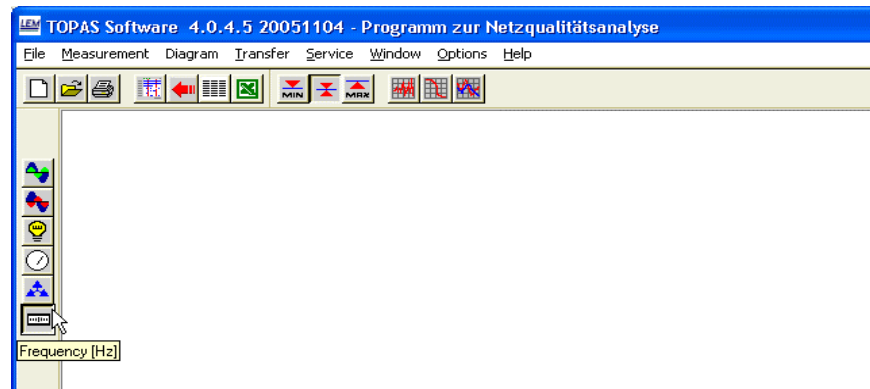 LEM TOPAS Software 4.0.4.5 20051104 - Programm zur Netzqualitätsanalyse
File Measurement Diagram Transfer Service Window Options Help
MIN MAX
Frequency [Hz]